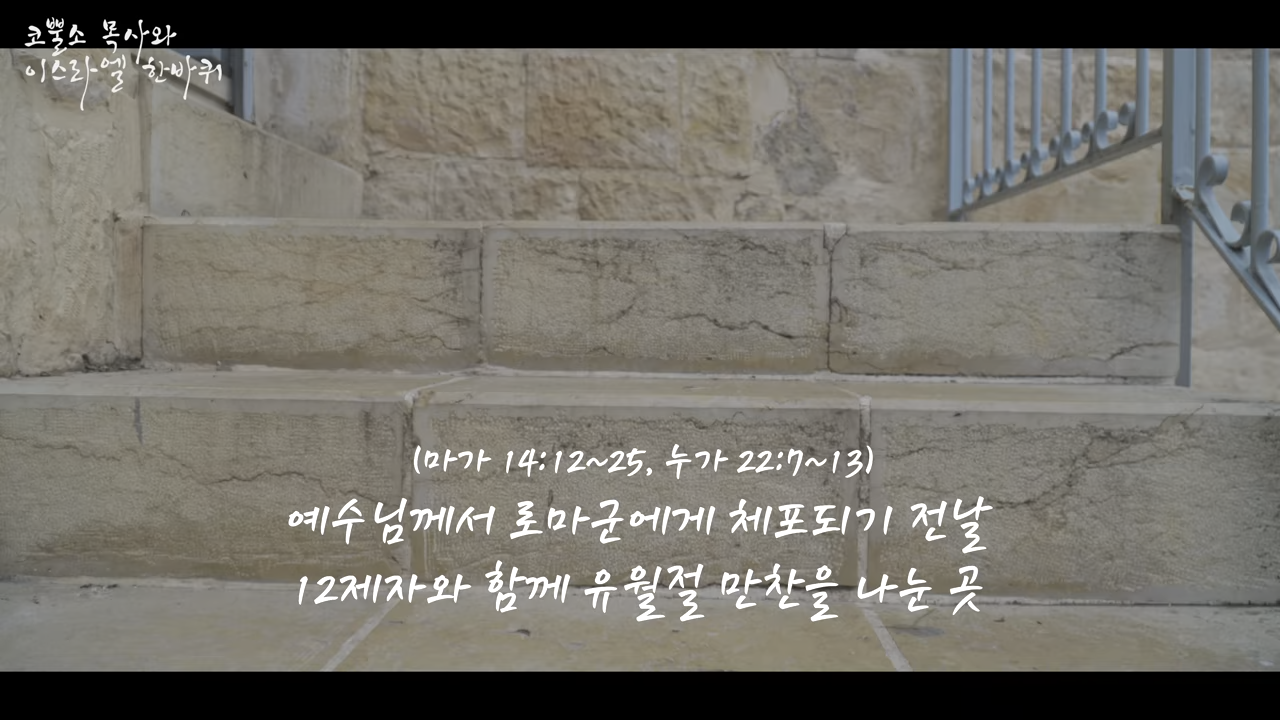 코뿔소 목사와
이스라엘 한바퀴
(마가 14:12~25, 누가 22:7~13)
예수님께서 로마군에게 체포되기 전날
12제자와 함께 유월절 만찬을 나눈 곳